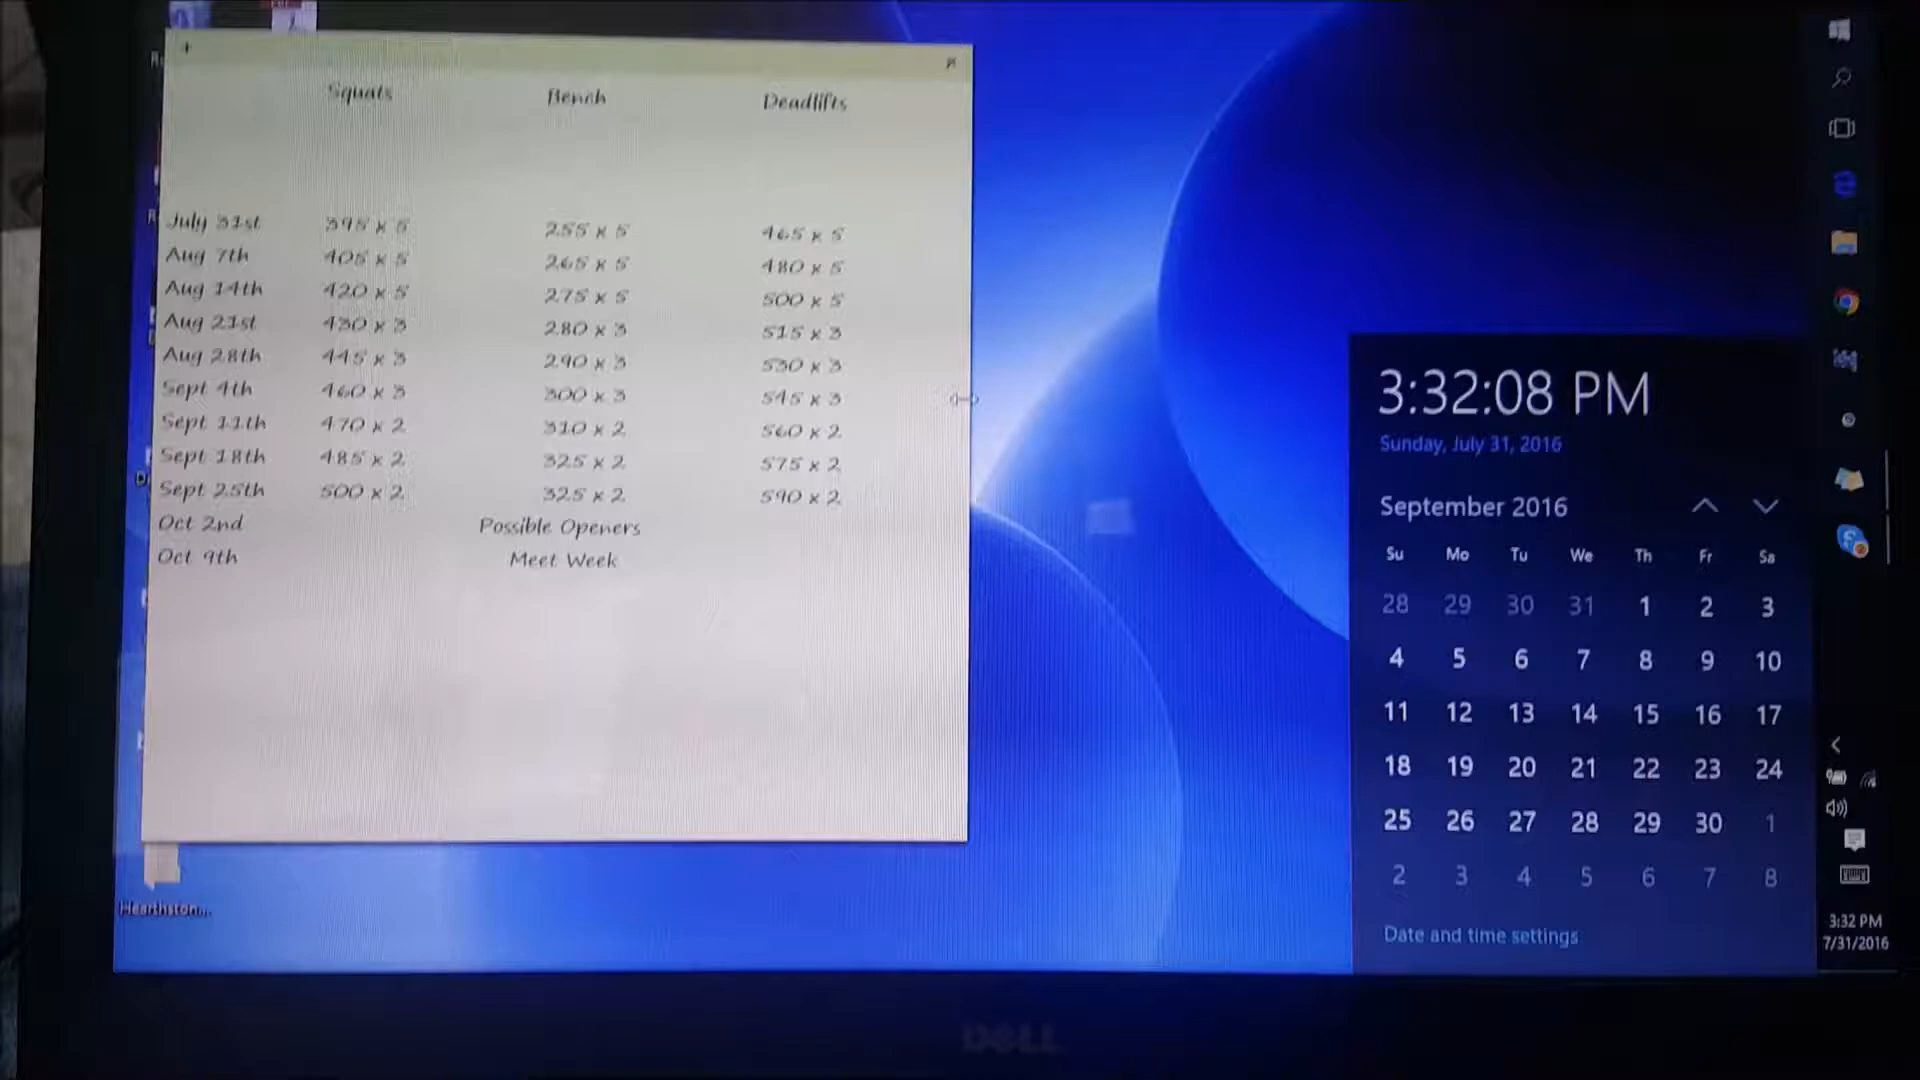 Squats Bench Deadlifts
July 31st 395 x 5 255 x 5 465 x 5
Aug 7th 405 x 5 265 x 5 480 x 5
Aug 14th 420 x 5 275 x 5 500 x 5
Aug 21st 430 x 3 280 x 3 515 x 3
Aug 28th 445 x 3 290 x 3 530 x 3
Sept 4th 460 x 3 300 x 3 545 x 3
Sept 11th 470 x 2 310 x 2 560 x 2
Sept 18th 485 x 2 325 x 2 575 x 2
Sept 25th 500 x 2 325 x 2 590 x 2
Oct 2nd Possible Openers
Oct 9th Meet Week
Hearthston...
3:32:08 PM
Sunday, July 31, 2016
September 2016
Su Mo Tu We Th Fr Sa
28 29 30 31 1 2 3
4 5 6 7 8 9 10
11 12 13 14 15 16 17
18 19 20 21 22 23 24
25 26 27 28 29 30 1
2 3 4 5 6 7 8
Date and time settings
3:32 PM
7/31/2016
DELL